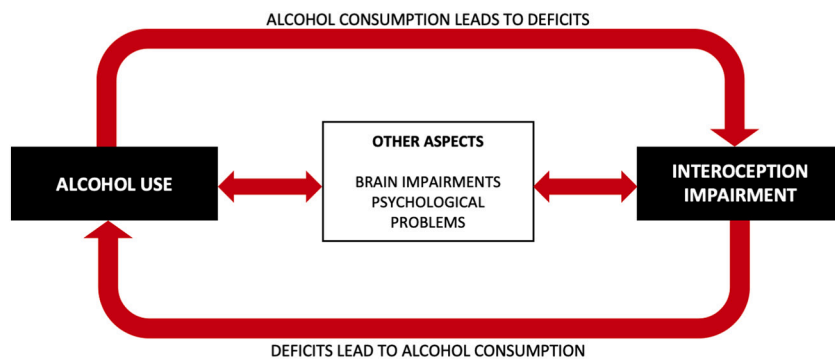 ALCOHOL CONSUMPTION LEADS TO DEFICITS
OTHER ASPECTS
ALCOHOL USE
BRAIN IMPAIRMENTS
PSYCHOLOGICAL
PROBLEMS
INTEROCEPTION
IMPAIRMENT
DEFICITS LEAD TO ALCOHOL CONSUMPTION